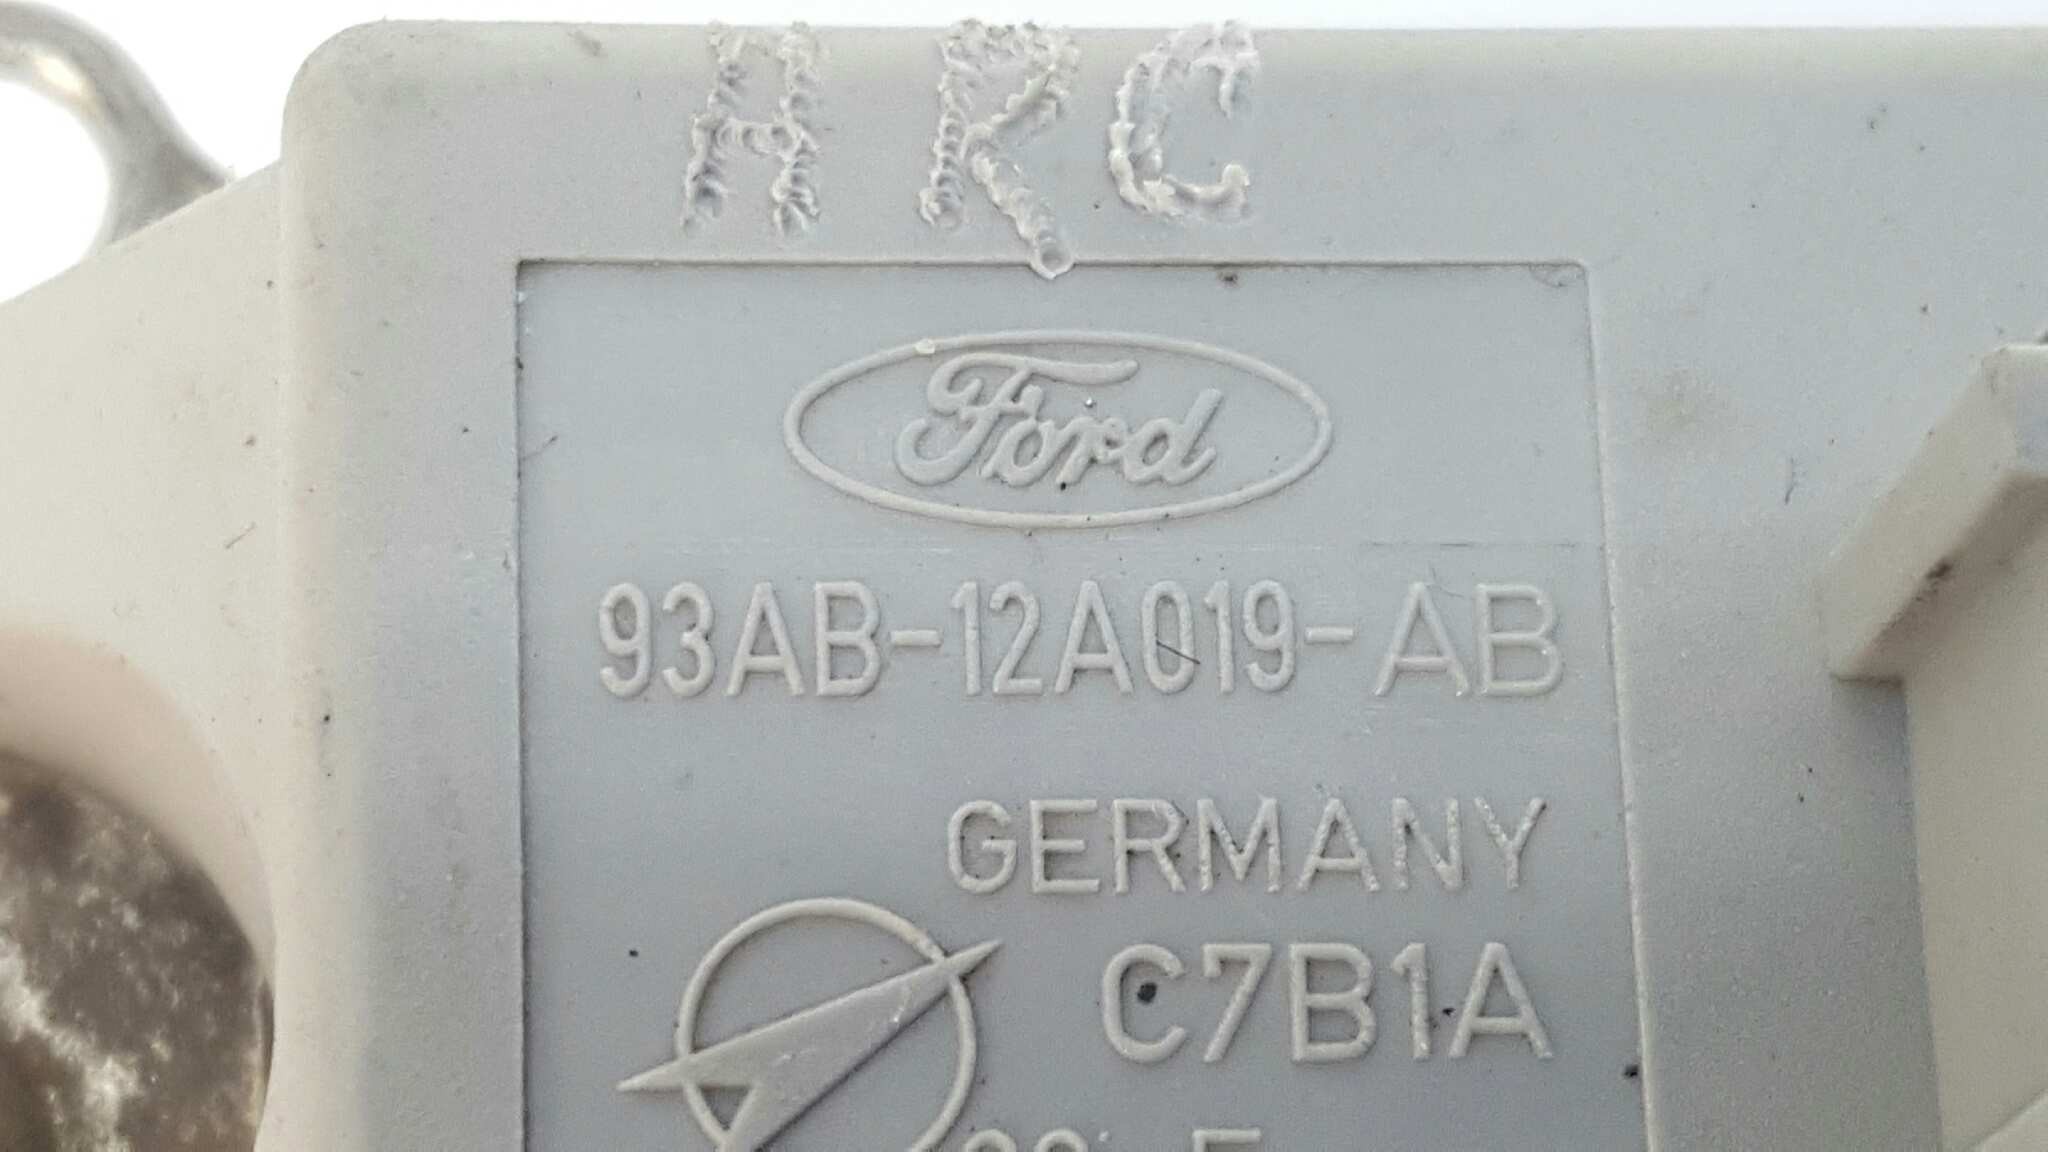 ARC
Ford
93AB-12A019-AB
GERMANY
C7B1A